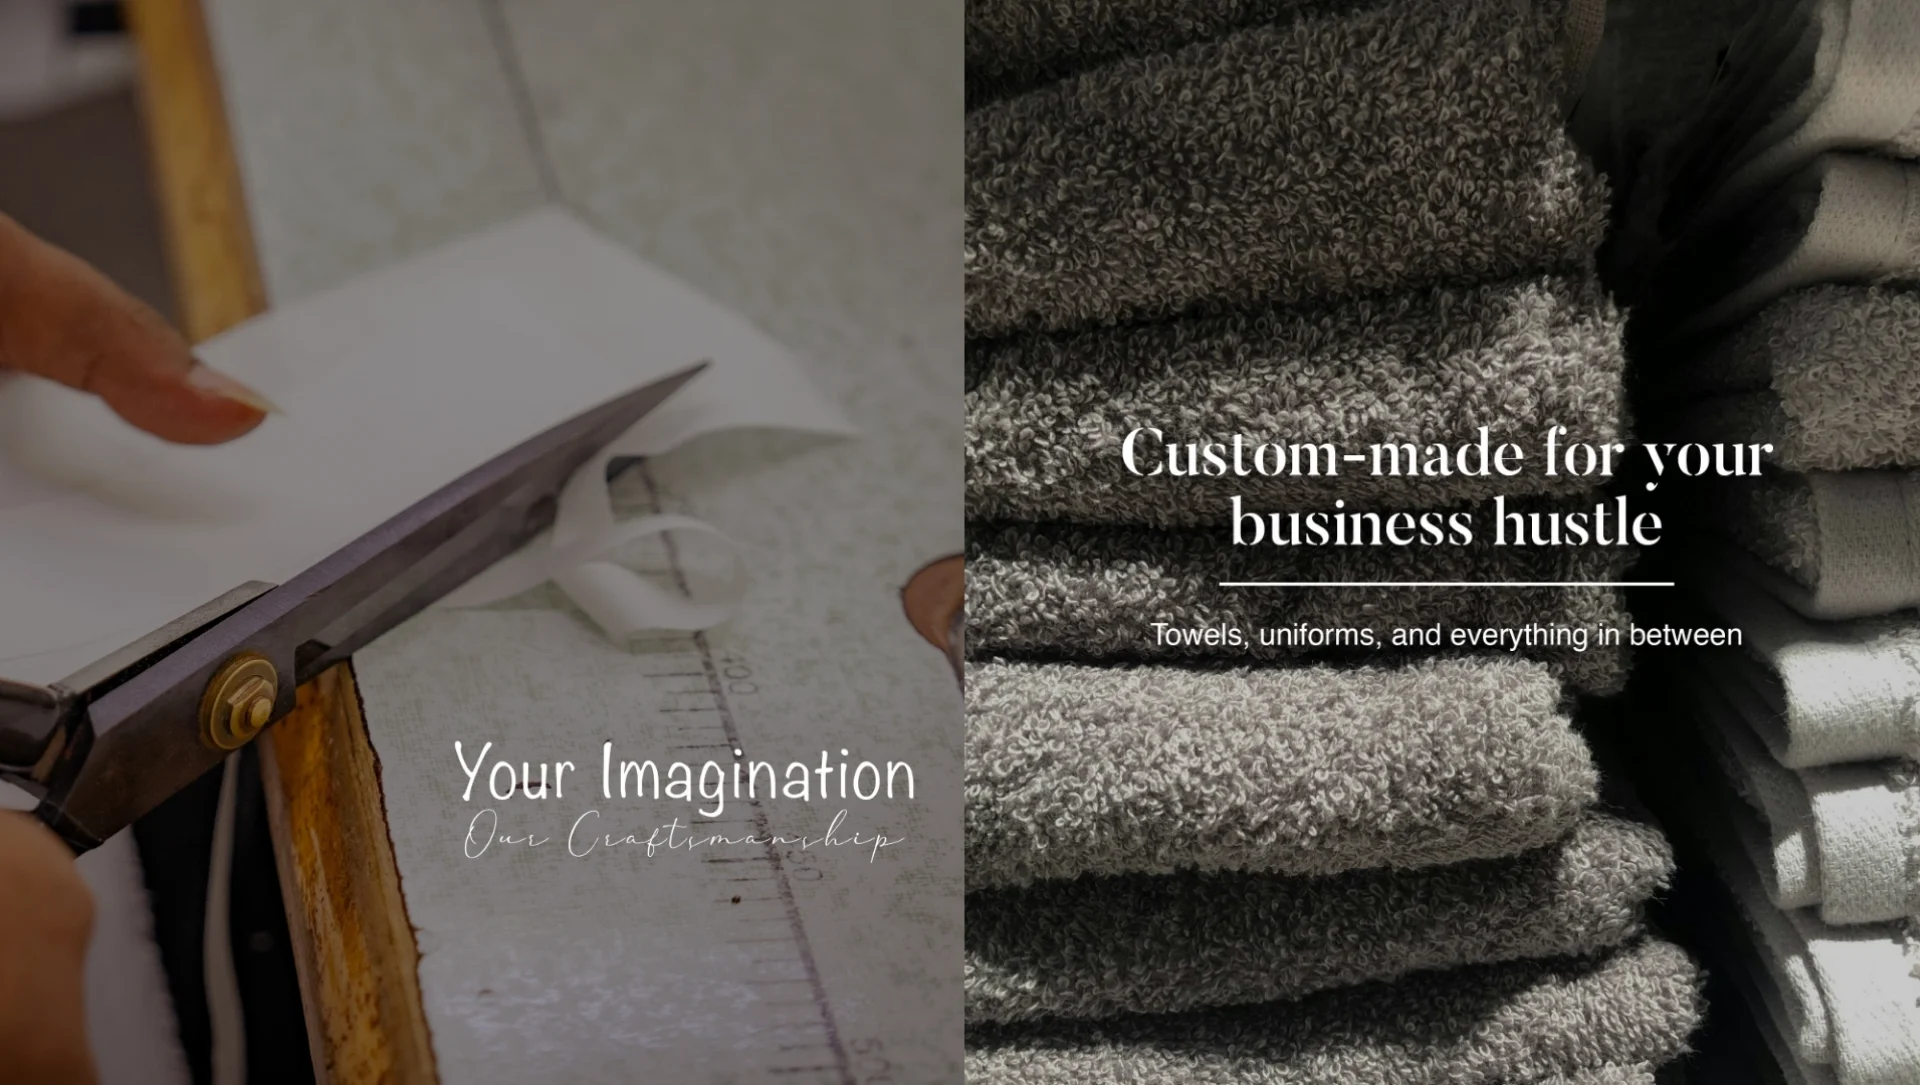 Your Imagination
Our Craftsmanship
Custom-made for your
business hustle
Towels, uniforms, and everything in between